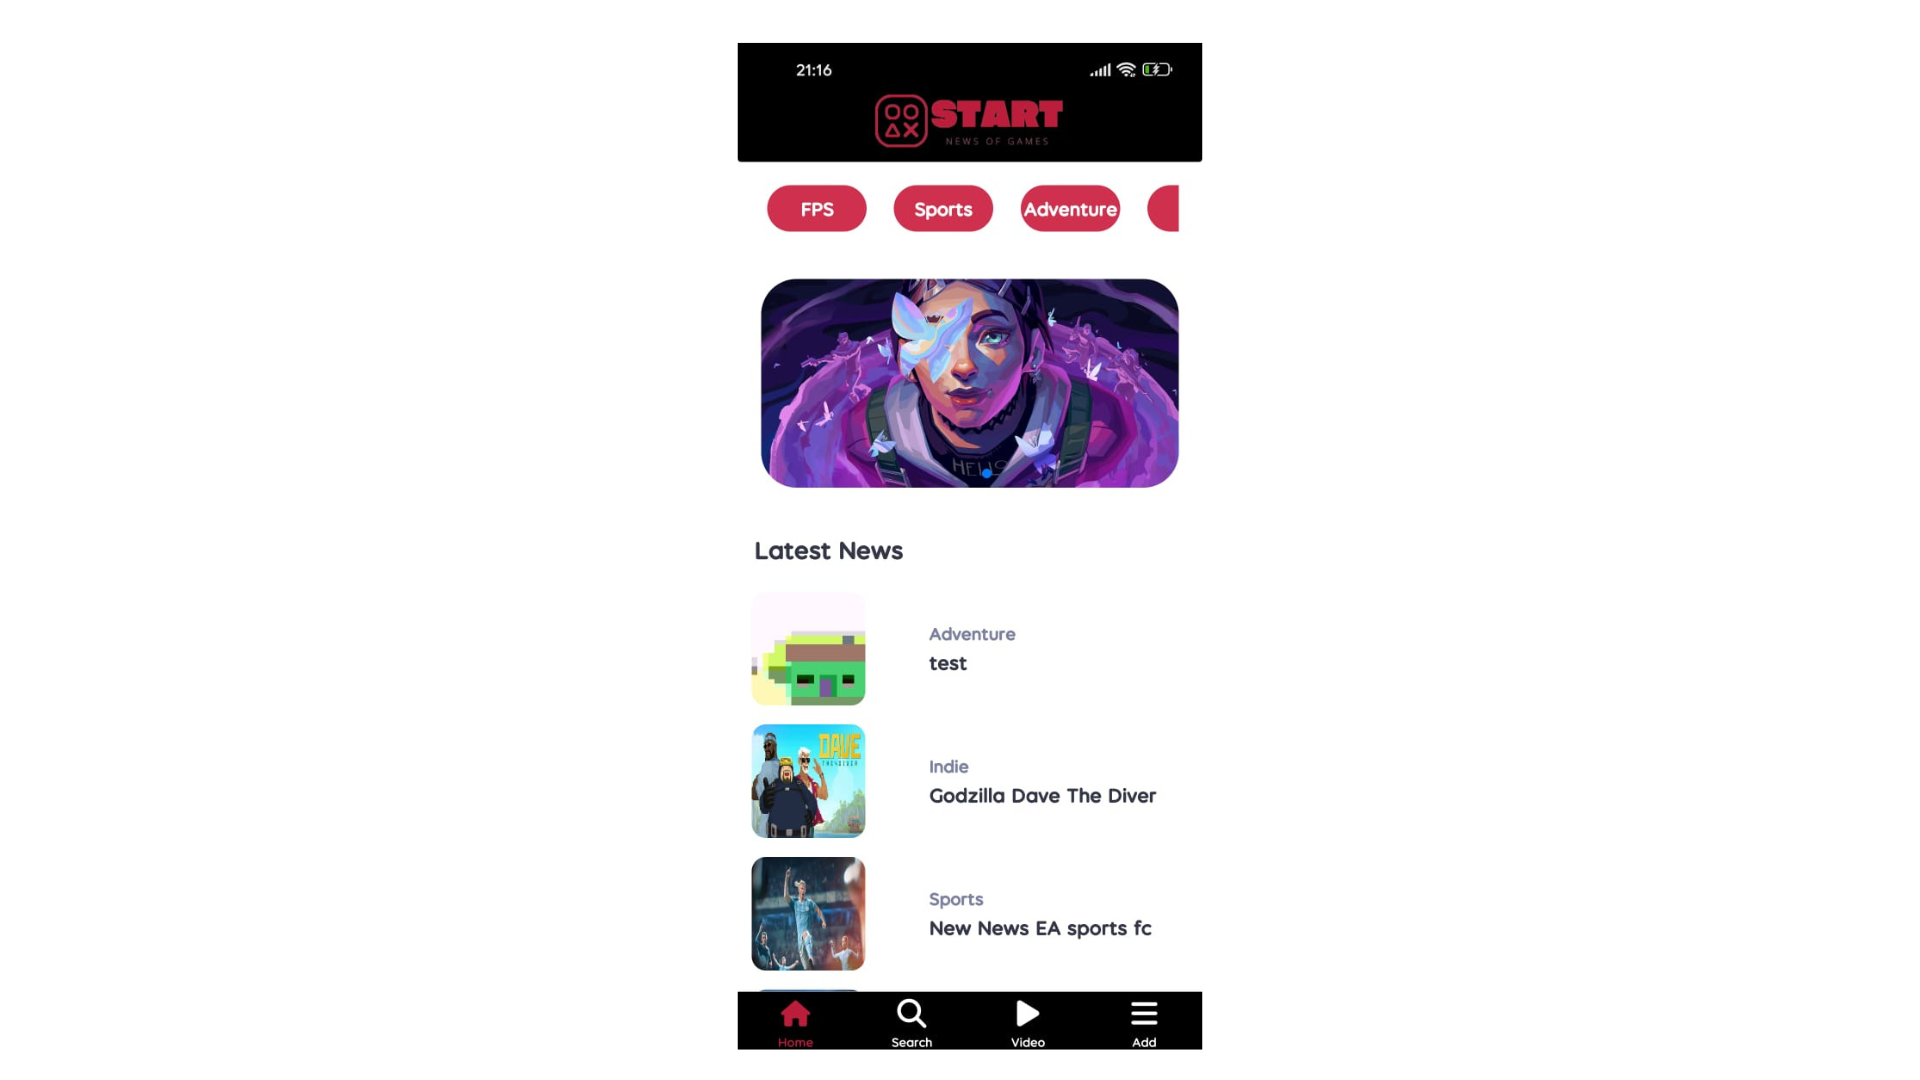 21:16
START
NEWS OF GAMES
FPS
Sports
Adventure
HELLO
Latest News
Adventure
test
DAVE
THE DIVER
Indie
Godzilla Dave The Diver
Sports
New News EA sports fc
Home
Search
Video
Add